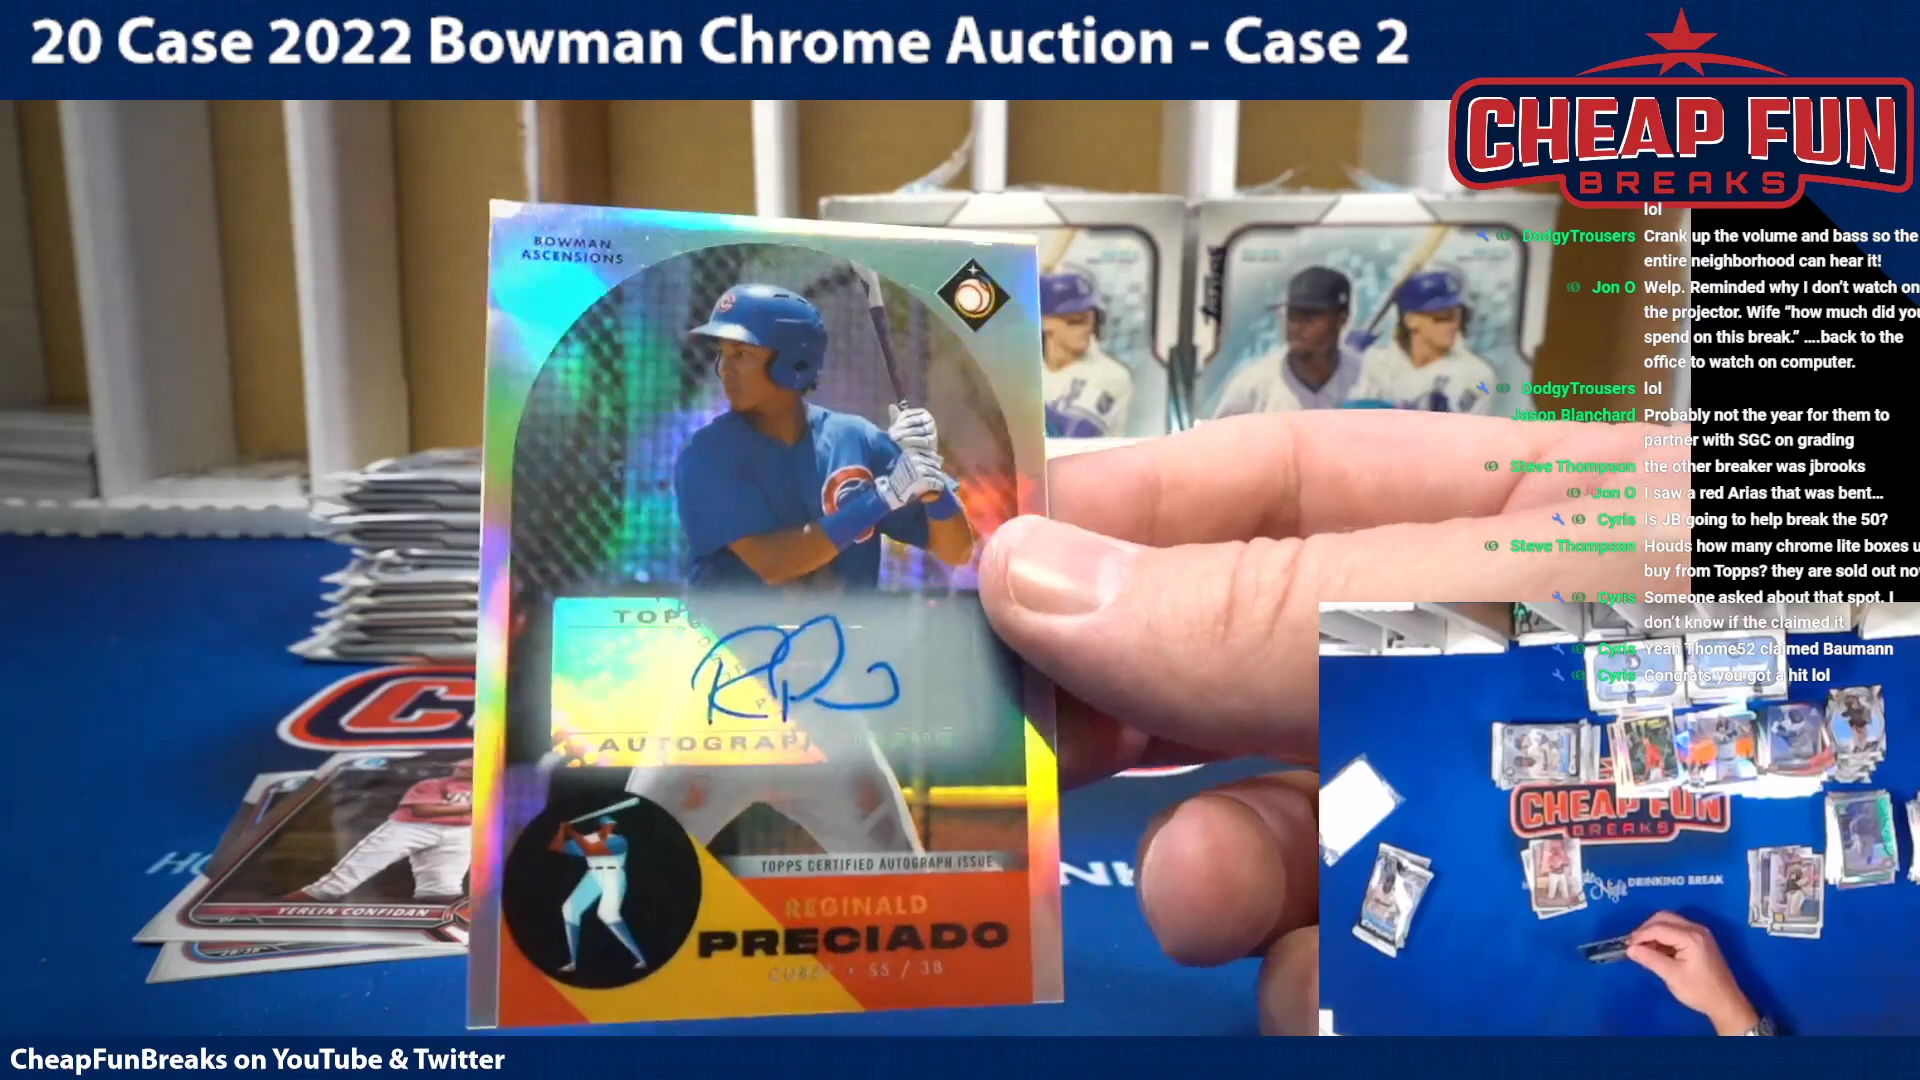 20 Case 2022 Bowman Chrome Auction - Case 2
CHEAP FUN
BREAKS
lol
DodgyTrousers Crank up the volume and bass so the
entire neighborhood can hear it!
Jon O Welp. Reminded why I don't watch on
the projector. Wife “how much did you
spend on this break.” ....back to the
office to watch on computer.
DodgyTrousers lol
Jason Blanchard Probably not the year for them to
partner with SGC on grading
Steve Thompson the other breaker was jbrooks
Jon O I saw a red Arias that was bent...
Cyris Is JB going to help break the 50?
Steve Thompson Houds how many chrome lite boxes u
buy from Topps? they are sold out now
Cyris Someone asked about that spot. I
don't know if the claimed it
Cyris Yeah Thome52 claimed Baumann
Cyris Congrats you got a hit lol
BOWMAN
ASCENSIONS
TOPPS
AUTOGRAPH
TOPPS CERTIFIED AUTOGRAPH ISSUE
REGINALD
PRECIADO
CUBS • SS / 3B
YERLIN CONFIDAN
CHEAP FUN
BREAKS
DRINKING BREAK
CheapFunBreaks on YouTube & Twitter